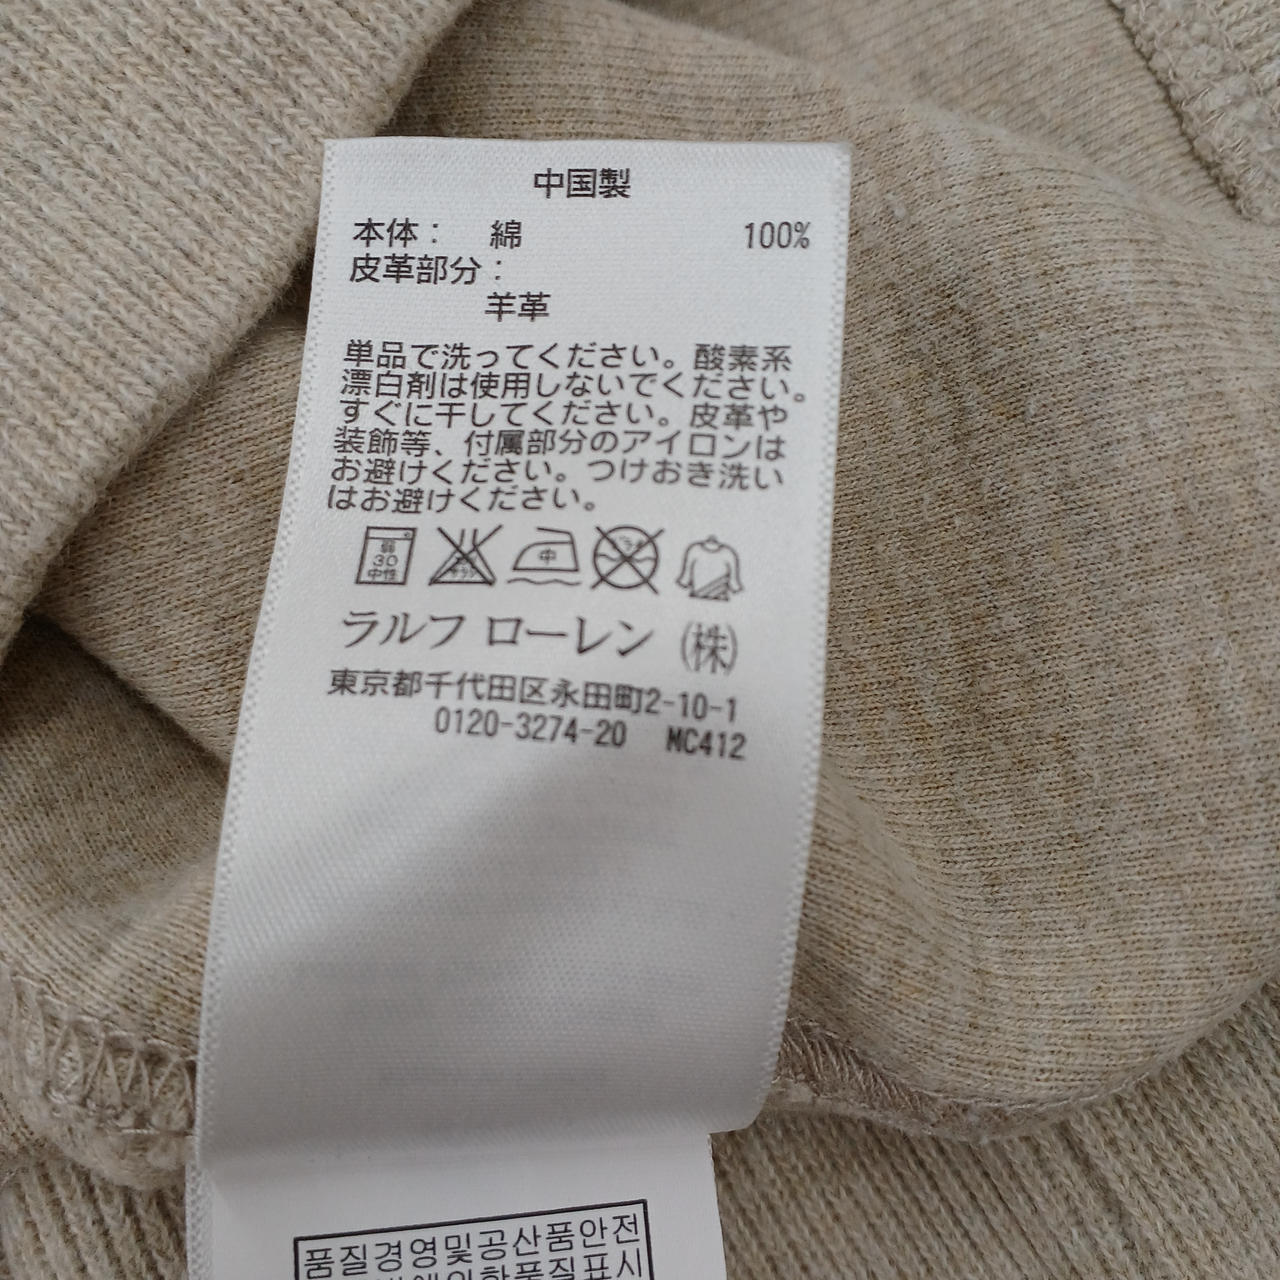 中国製
本体： 綿 100%
皮革部分：
羊革
単品で洗ってください。酸素系
漂白剤は使用しないでください。
すぐに干してください。皮革や
装飾等、付属部分のアイロンは
お避けください。つけおき洗い
はお避けください。
弱
30
中性
中
ラルフ ローレン (株)
東京都千代田区永田町2-10-1
0120-3274-20 MC412
품질경영및공산품안전